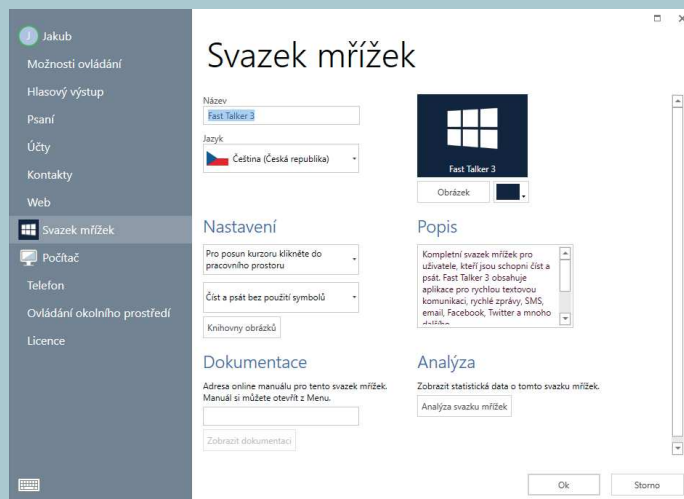 J Jakub
Možnosti ovládání
Hlasový výstup
Psaní
Účty
Kontakty
Web
Svazek mřížek
Počítač
Telefon
Ovládání okolního prostředí
Licence
Svazek mřížek
Název
Fast Talker 3
Jazyk
Čeština (Česká republika)
Fast Talker 3
Obrázek
Nastavení
Pro posun kurzoru klikněte do
pracovního prostoru
Číst a psát bez použití symbolů
Knihovny obrázků
Popis
Kompletní svazek mřížek pro
uživatele, kteří jsou schopni číst a
psát. Fast Talker 3 obsahuje
aplikace pro rychlou textovou
komunikaci, rychlé zprávy, SMS,
email, Facebook, Twitter a mnoho
dalšího
Dokumentace
Adresa online manuálu pro tento svazek mřížek.
Manuál si můžete otevřít z Menu.
Zobrazit dokumentaci
Analýza
Zobrazit statistická data o tomto svazku mřížek.
Analýza svazku mřížek
Ok
Storno